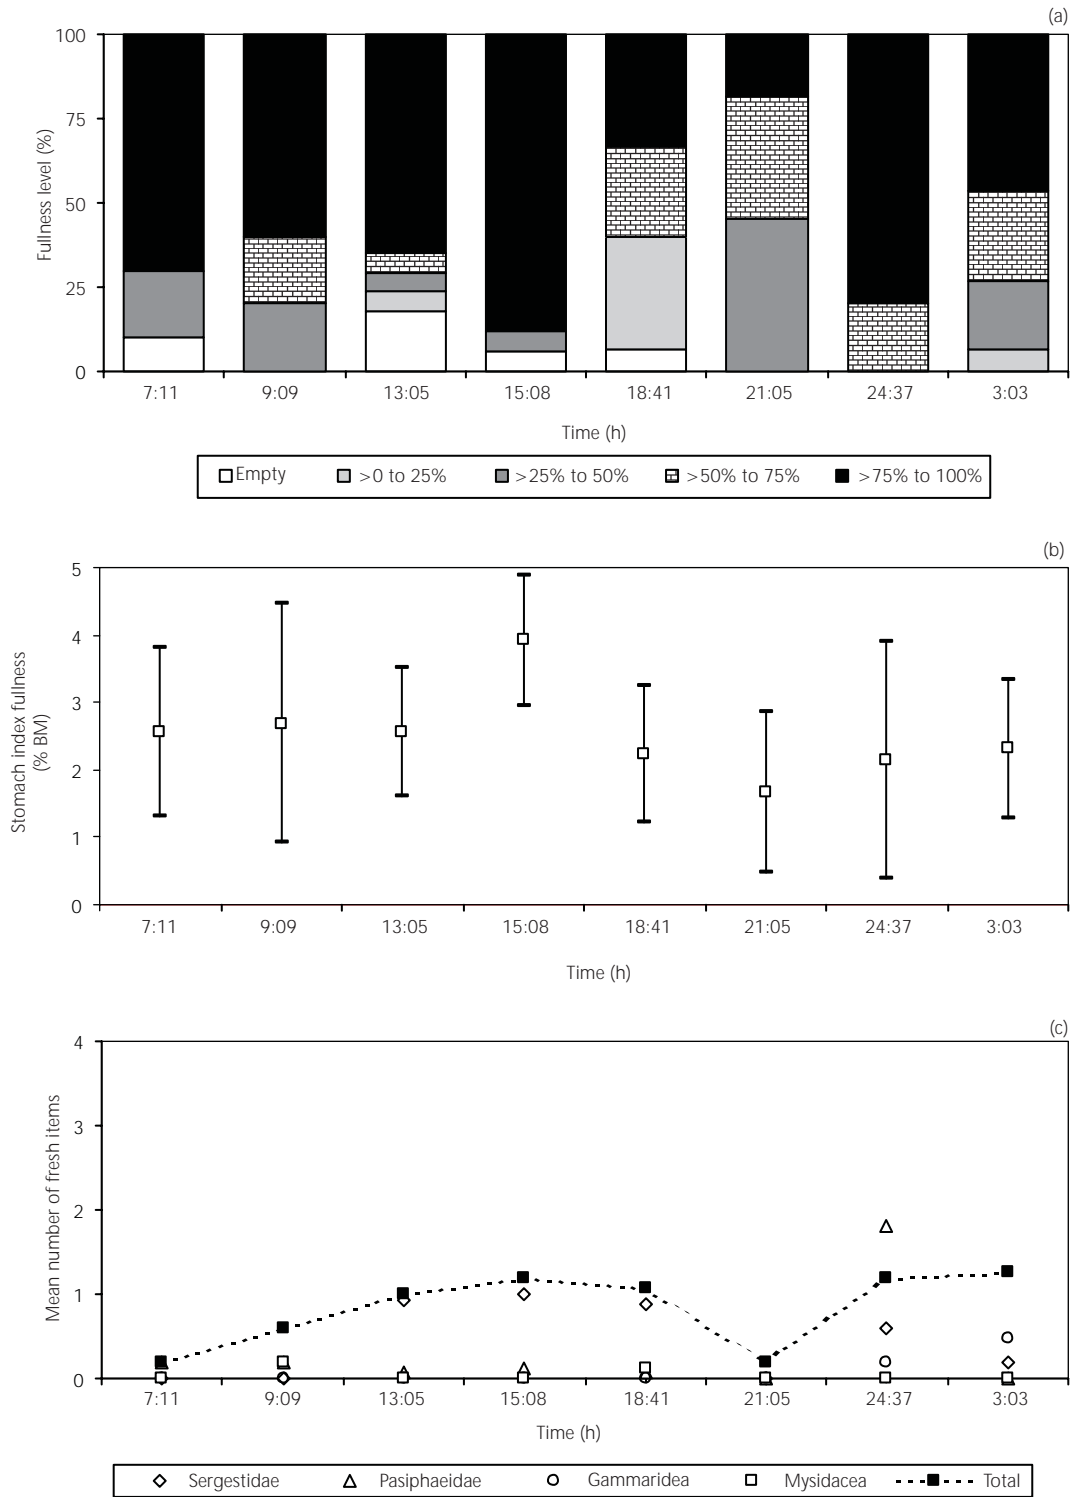 (a)
100
75
50
25
0
Fullness level (%)
7:11 9:09 13:05 15:08 18:41 21:05 24:37 3:03
Time (h)
Empty >0 to 25% >25% to 50% >50% to 75% >75% to 100%
(b)
5
4
3
2
1
0
Stomach index fullness
(% BM)
7:11 9:09 13:05 15:08 18:41 21:05 24:37 3:03
Time (h)
(c)
4
3
2
1
0
Mean number of fresh items
7:11 9:09 13:05 15:08 18:41 21:05 24:37 3:03
Time (h)
Sergestidae Pasiphaeidae Gammaridea Mysidacea Total